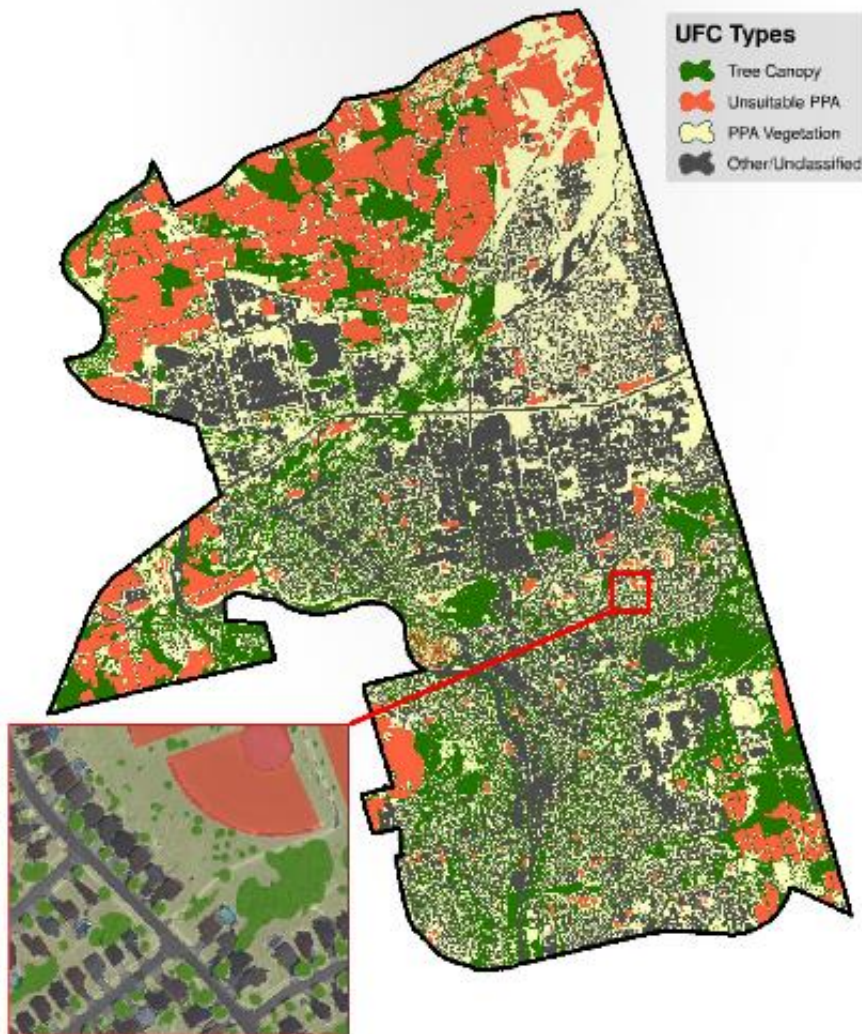 UFC Types
Tree Canopy
Unsuitable PPA
PPA Vegetation
Other/Unclassified